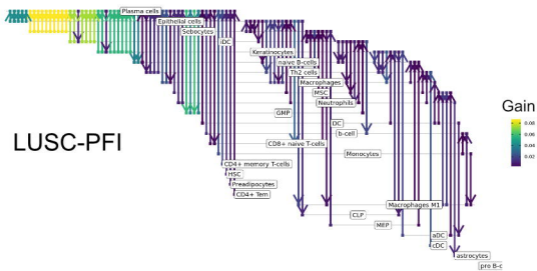 Plasma cells
Epithelial cells
Sebocytes
iDC
Keratinocytes
naive B-cells
Th2 cells
Macrophages
MSC
Neutrophils
GMP
DC
b-cell
CD8+ naive T-cells
Monocytes
CD4+ memory T-cells
HSC
Preadipocytes
CD4+ Tem
Macrophages M1
CLP
MEP
aDC
cDC
astrocytes
pro B-c
LUSC-PFI
Gain
0.08
0.06
0.04
0.02